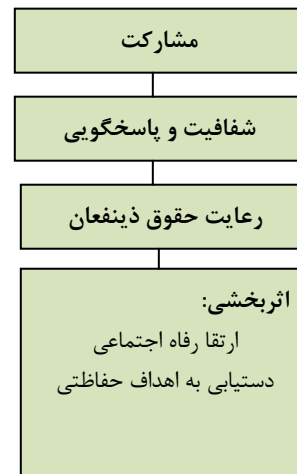 مشارکت
شفافیت و پاسخگویی
رعایت حقوق ذینفعان
اثربخشی:
ارتقا رفاه اجتماعی
دستیابی به اهداف حفاظتی